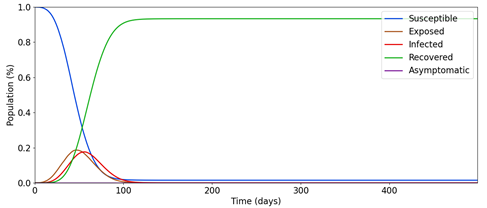 1.0
0.8
0.6
0.4
0.2
0.0
Population (%)
0
100
200
300
400
Time (days)
Susceptible
Exposed
Infected
Recovered
Asymptomatic